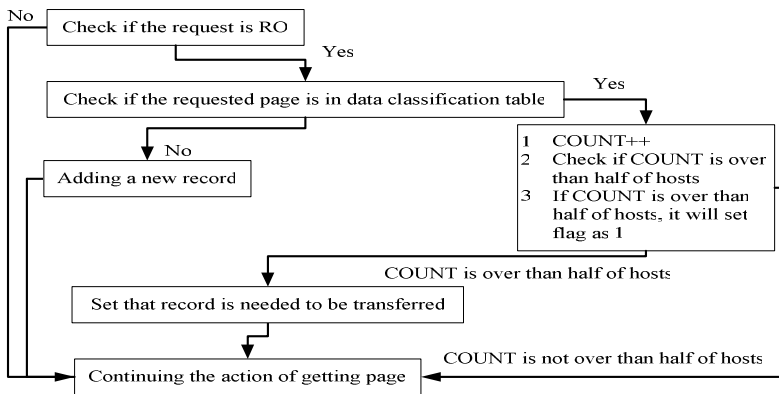 No
Check if the request is RO
Yes
Check if the requested page is in data classification table
Yes
No
Adding a new record
1 COUNT++
2 Check if COUNT is over
than half of hosts
3 If COUNT is over than
half of hosts, it will set
flag as 1
COUNT is over than half of hosts
Set that record is needed to be transferred
COUNT is not over than half of hosts
Continuing the action of getting page